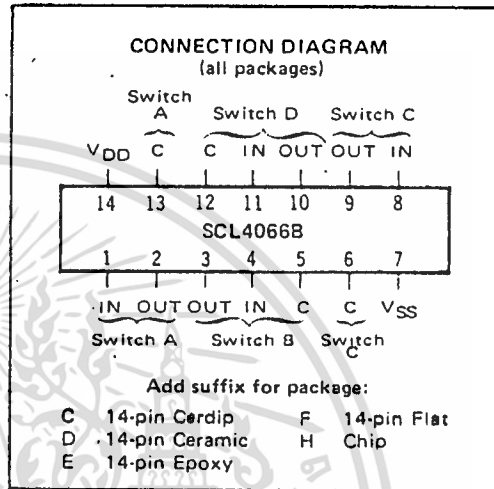 CONNECTION DIAGRAM
(all packages)
Switch A Switch D Switch C
VDD C C IN OUT OUT IN
14 13 12 11 10 9 8
SCL4066B
1 2 3 4 5 6 7
IN OUT OUT IN C C VSS
Switch A Switch B Switch C
Add suffix for package:
C 14-pin Cerdip F 14-pin Flat
D 14-pin Ceramic H Chip
E 14-pin Epoxy